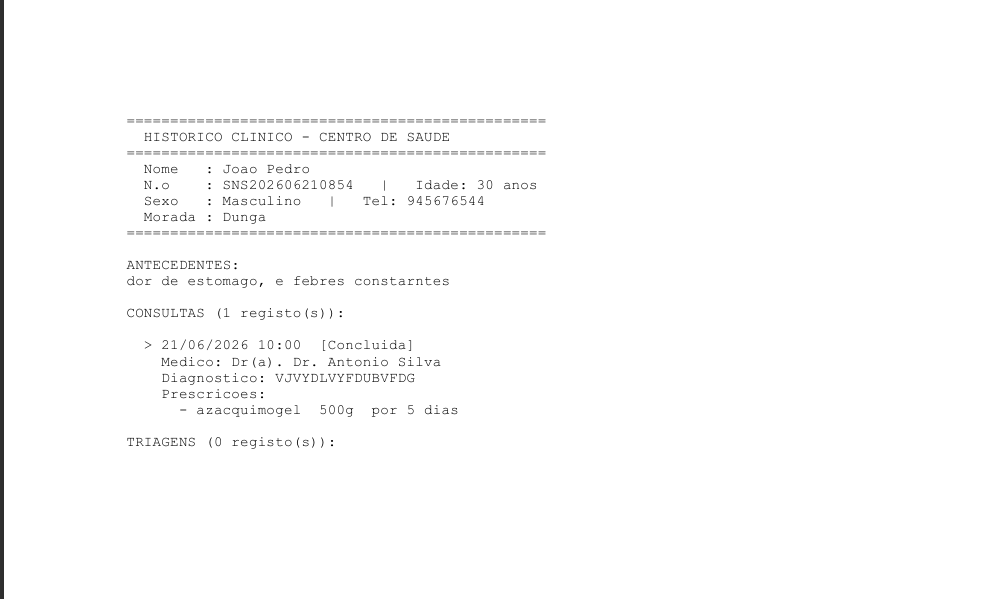 ================================================
HISTORICO CLINICO - CENTRO DE SAUDE
================================================
Nome   : Joao Pedro
N.o    : SNS202606210854   |   Idade: 30 anos
Sexo   : Masculino   |   Tel: 945676544
Morada : Dunga
================================================
ANTECEDENTES:
dor de estomago, e febres constarntes
CONSULTAS (1 registo(s)):
> 21/06/2026 10:00  [Concluida]
Medico: Dr(a). Dr. Antonio Silva
Diagnostico: VJVYDLVYFDUBVFDG
Prescricoes:
- azacquimogel  500g  por 5 dias
TRIAGENS (0 registo(s)):